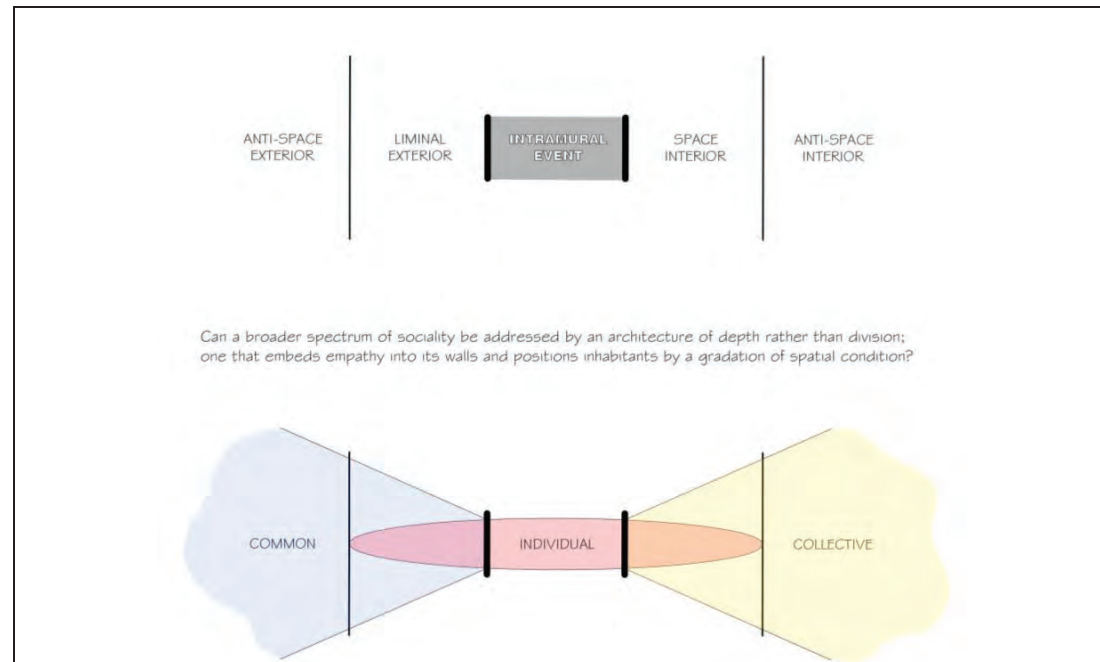 ANTI-SPACE
EXTERIOR
LIMINAL
EXTERIOR
INTRAMURAL
EVENT
SPACE
INTERIOR
ANTI-SPACE
INTERIOR
Can a broader spectrum of sociality be addressed by an architecture of depth rather than division;
one that embeds empathy into its walls and positions inhabitants by a gradation of spatial condition?
COMMON
INDIVIDUAL
COLLECTIVE